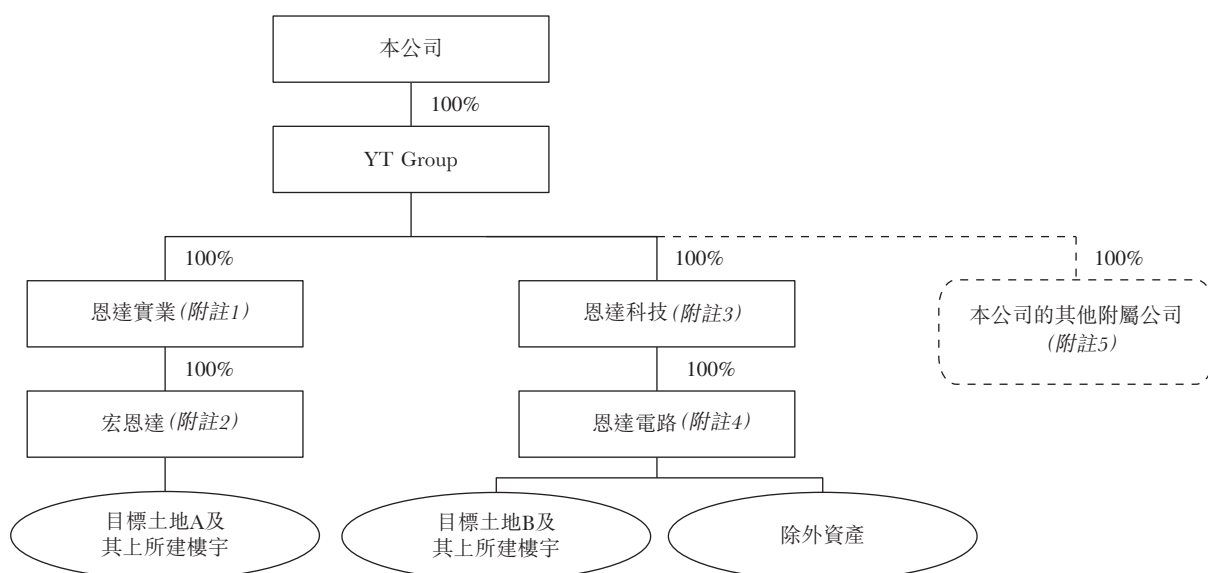 本公司
100%
YT Group
100%
100%
100%
恩達實業(附註1)
恩達科技(附註3)
本公司的其他附屬公司
(附註5)
100%
100%
宏恩達(附註2)
恩達電路(附註4)
目標土地A及
其上所建樓宇
目標土地B及
其上所建樓宇
除外資產